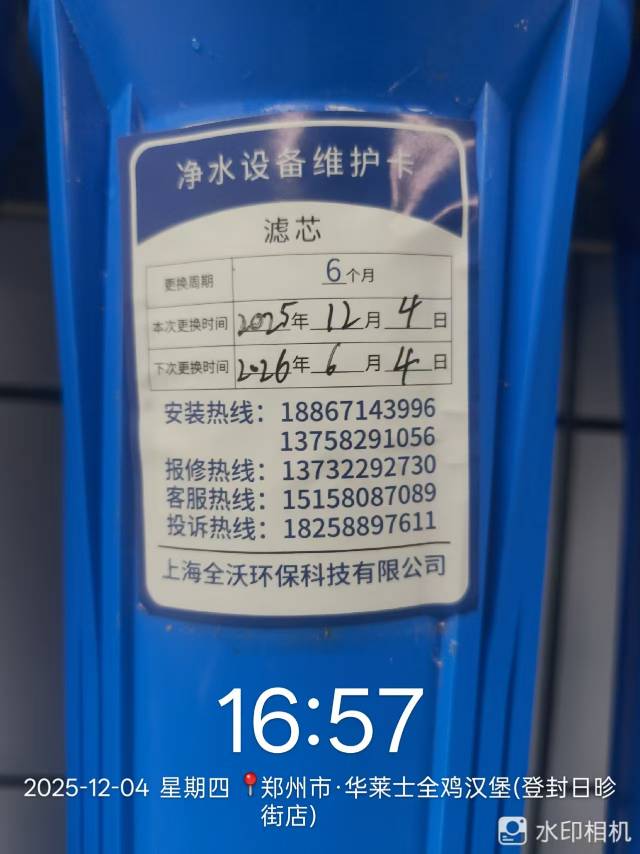 净水设备维护卡
滤芯
更换周期 6个月
本次更换时间 2025年12月4日
下次更换时间 2026年6月4日
安装热线：18867143996
13758291056
报修热线：13732292730
客服热线：15158087089
投诉热线：18258897611
上海全沃环保科技有限公司
16:57
2025-12-04 星期四 郑州市·华莱士全鸡汉堡(登封日昣
街店)
水印相机